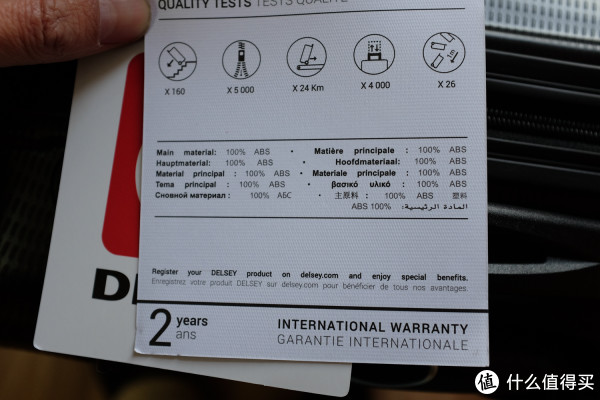 QUALITY TESTS TESTS QUALITÉ
X 160 X 5 000 X 24 Km X 4 000 X 26
Main material: 100% ABS • Matière principale : 100% ABS
Hauptmaterial: 100% ABS • Hoofdmateriaal: 100% ABS
Material principal : 100% ABS • Materiale principale : 100% ABS
Tema principal : 100% ABS • βασικό υλικό : 100% ABS
Сновной материал : 100% АБС • 主原料 : 100% ABS 塑料
المادة الرئيسية: 100% ABS
Register your DELSEY product on delsey.com and enjoy special benefits.
Enregistrez votre produit DELSEY sur delsey.com pour bénéficier de tous nos avantages.
2 years
ans
INTERNATIONAL WARRANTY
GARANTIE INTERNATIONALE
值 什么值得买